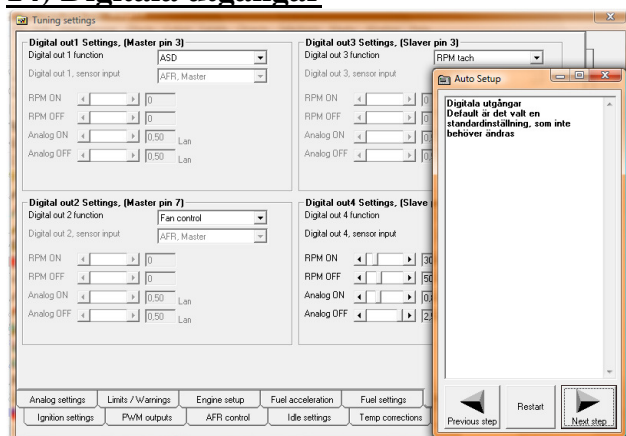 Tuning settings
Digital out1 Settings, (Master pin 3)
Digital out 1 function
ASD
Digital out 1, sensor input
AFR, Master
RPM ON
0
RPM OFF
0
Analog ON
0,50 Lan
Analog OFF
0,50 Lan
Digital out3 Settings, (Slaver pin 3)
Digital out 3 function
RPM tach
Digital out 3, sensor input
RPM ON
RPM OFF
Analog ON
Analog OFF
Digital out2 Settings, (Master pin 7)
Digital out 2 function
Fan control
Digital out 2, sensor input
AFR, Master
RPM ON
0
RPM OFF
0
Analog ON
0,50 Lan
Analog OFF
0,50 Lan
Digital out4 Settings, (Slave
Digital out 4 function
Digital out 4, sensor input
RPM ON
RPM OFF
Analog ON
Analog OFF
Analog settings
Limits / Warnings
Engine setup
Fuel acceleration
Fuel settings
Ignition settings
PWM outputs
AFR control
Idle settings
Temp corrections
Auto Setup
Digitala utgångar
Default är det valt en
standardinställning, som inte
behöver ändras
Previous step
Restart
Next step